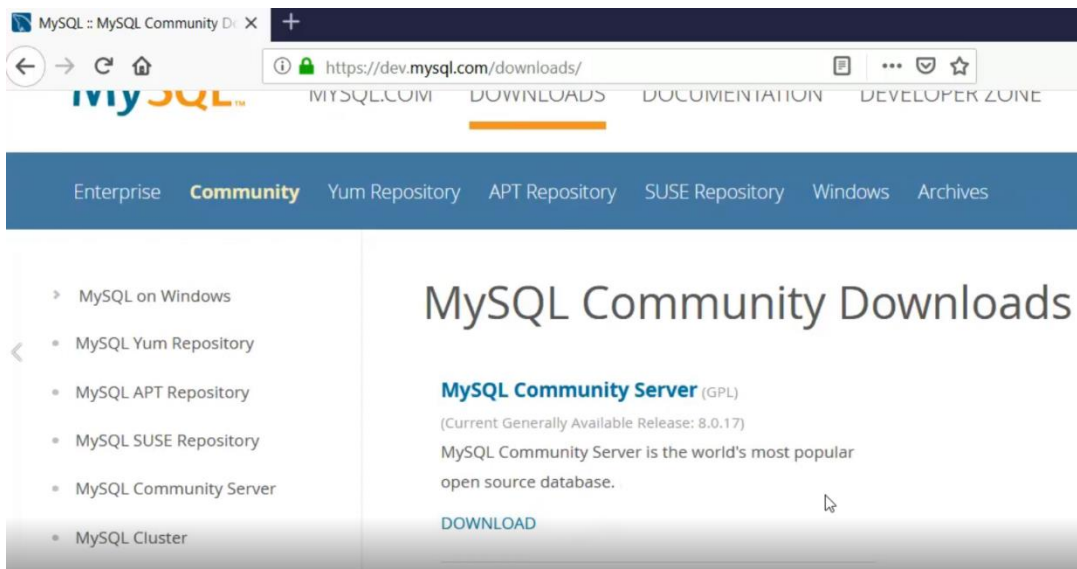 MySQL :: MySQL Community D
https://dev.mysql.com/downloads/
MySQL™ MYSQL.COM DOWNLOADS DOCUMENTATION DEVELOPER ZONE
Enterprise Community Yum Repository APT Repository SUSE Repository Windows Archives
MySQL on Windows
MySQL Yum Repository
MySQL APT Repository
MySQL SUSE Repository
MySQL Community Server
MySQL Cluster
MySQL Community Downloads
MySQL Community Server (GPL)
(Current Generally Available Release: 8.0.17)
MySQL Community Server is the world's most popular
open source database.
DOWNLOAD